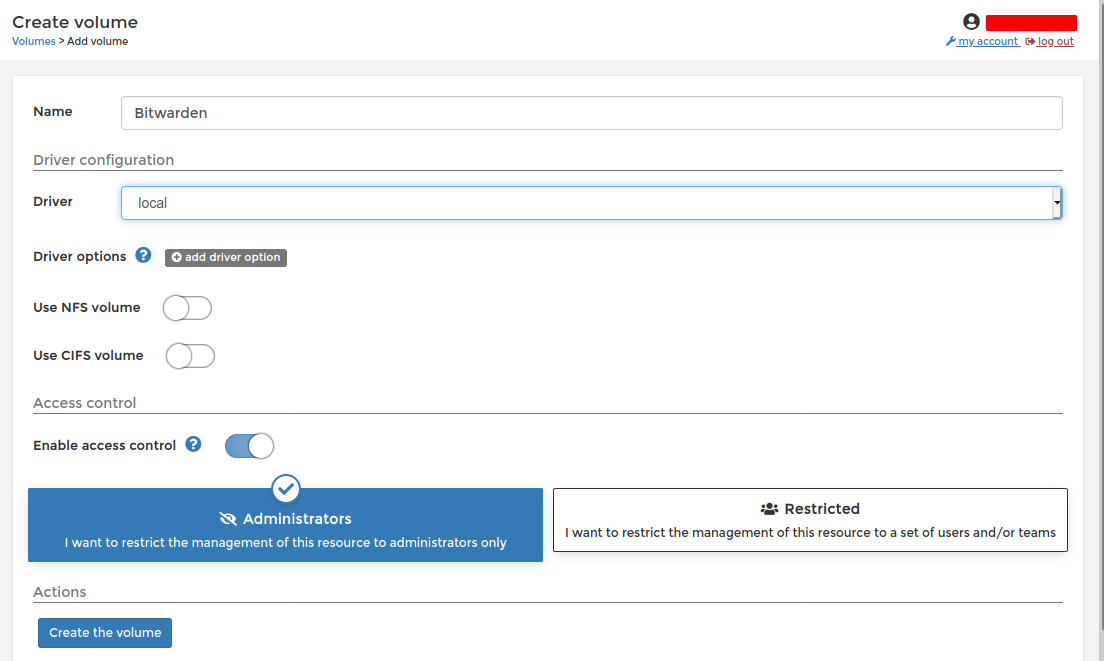 Create volume
Volumes > Add volume
my account log out
Name Bitwarden
Driver configuration
Driver local
Driver options add driver option
Use NFS volume
Use CIFS volume
Access control
Enable access control
Administrators
I want to restrict the management of this resource to administrators only
Restricted
I want to restrict the management of this resource to a set of users and/or teams
Actions
Create the volume